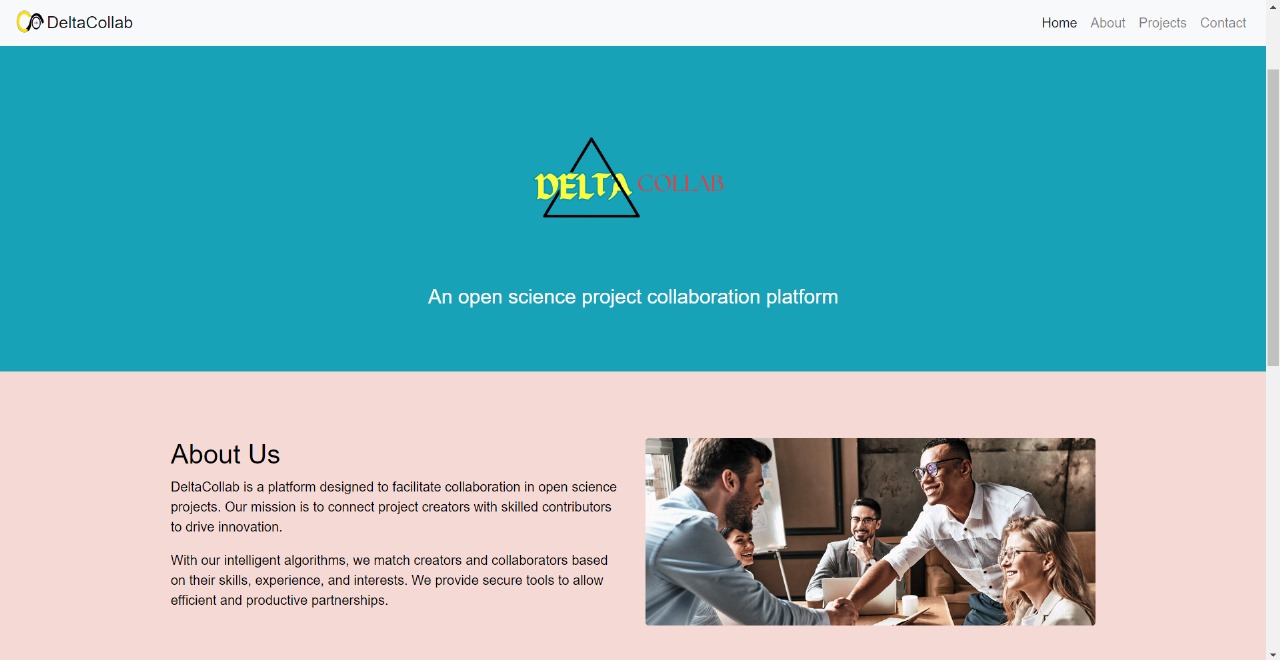 DeltaCollab
Home About Projects Contact
DELTA COLLAB
An open science project collaboration platform
About Us
DeltaCollab is a platform designed to facilitate collaboration in open science
projects. Our mission is to connect project creators with skilled contributors
to drive innovation.
With our intelligent algorithms, we match creators and collaborators based
on their skills, experience, and interests. We provide secure tools to allow
efficient and productive partnerships.